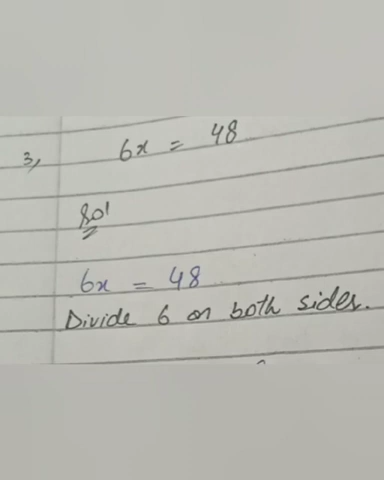 3, 6x = 48
Sol
6x = 48
Divide 6 on both sides.